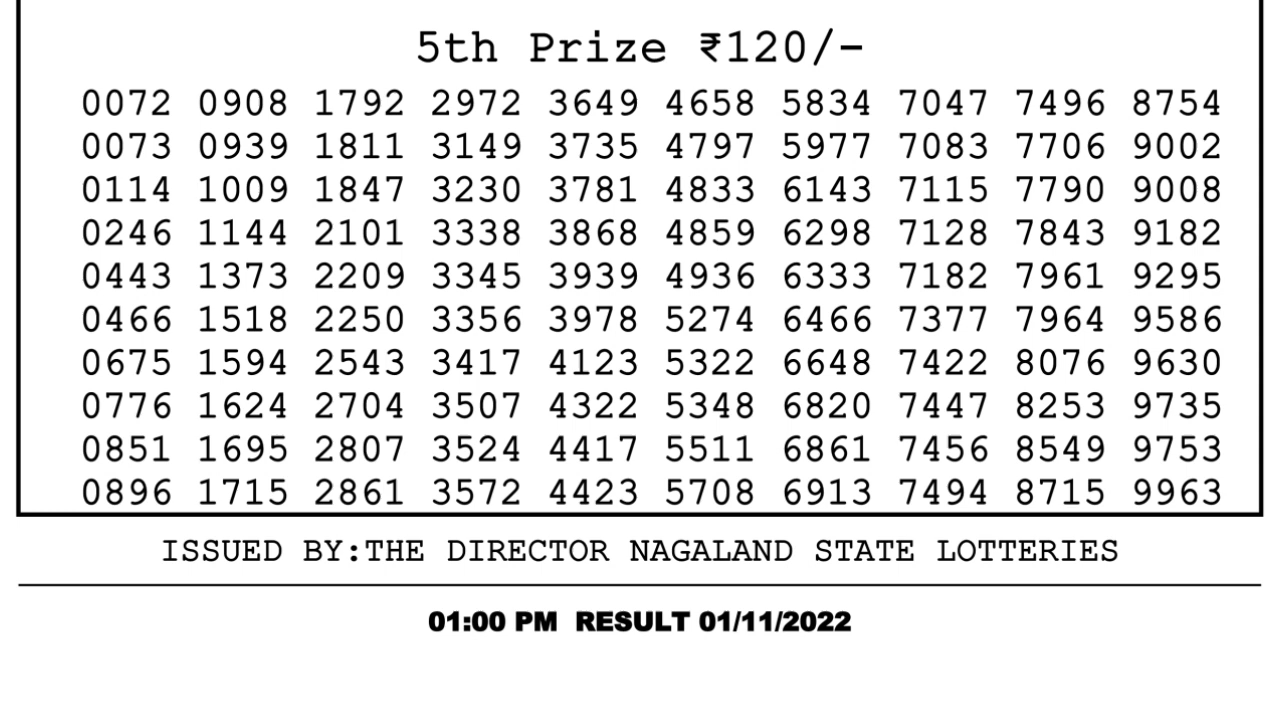 5th Prize ₹120/-
0072 0908 1792 2972 3649 4658 5834 7047 7496 8754
0073 0939 1811 3149 3735 4797 5977 7083 7706 9002
0114 1009 1847 3230 3781 4833 6143 7115 7790 9008
0246 1144 2101 3338 3868 4859 6298 7128 7843 9182
0443 1373 2209 3345 3939 4936 6333 7182 7961 9295
0466 1518 2250 3356 3978 5274 6466 7377 7964 9586
0675 1594 2543 3417 4123 5322 6648 7422 8076 9630
0776 1624 2704 3507 4322 5348 6820 7447 8253 9735
0851 1695 2807 3524 4417 5511 6861 7456 8549 9753
0896 1715 2861 3572 4423 5708 6913 7494 8715 9963
ISSUED BY:THE DIRECTOR NAGALAND STATE LOTTERIES
01:00 PM RESULT 01/11/2022